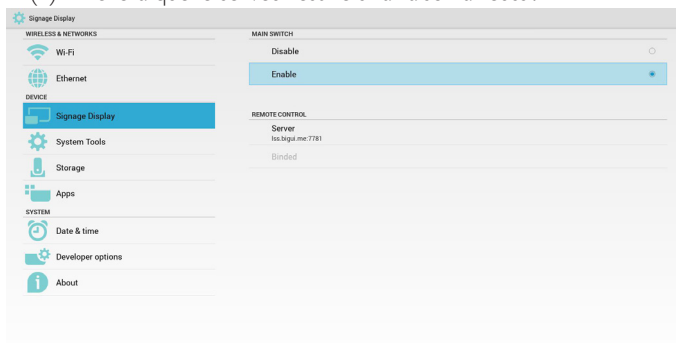 Signage Display
WIRELESS & NETWORKS
Wi-Fi
Ethernet
DEVICE
Signage Display
System Tools
Storage
Apps
SYSTEM
Date & time
Developer options
About
MAIN SWITCH
Disable
Enable
REMOTE CONTROL
Server
lss.bigui.me:7781
Binded